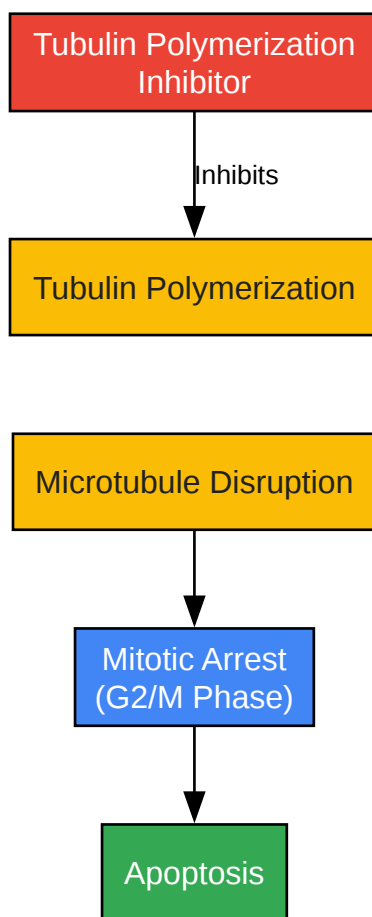 Tubulin Polymerization
Inhibitor
Inhibits
Tubulin Polymerization
Microtubule Disruption
Mitotic Arrest
(G2/M Phase)
Apoptosis